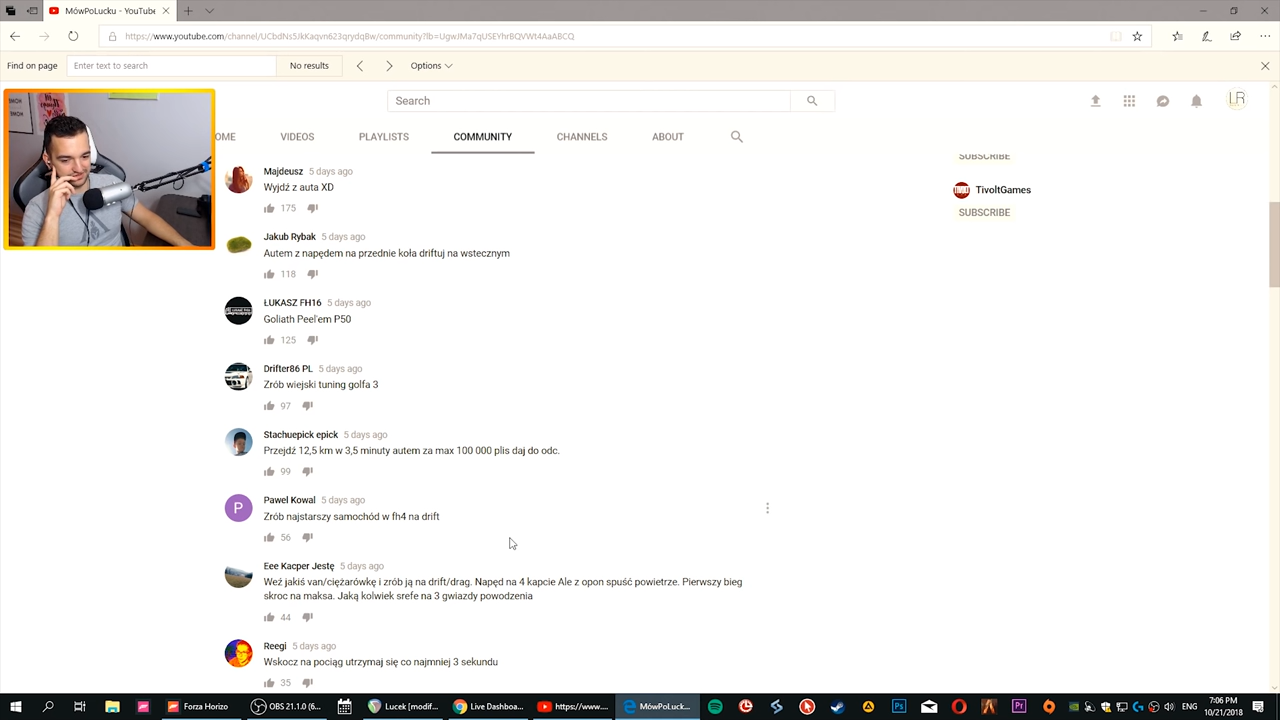 MówPoLucku - YouTube
https://www.youtube.com/channel/UCbdNs5JkKaqvn623qrydqBw/community?lb=UgwJMa7qUSEYhrBQVWt4AaABCQ
Find on page
Enter text to search
No results
Options
Search
LR
OME
VIDEOS
PLAYLISTS
COMMUNITY
CHANNELS
ABOUT
SUBSCRIBE
TivoltGames
SUBSCRIBE
Majdeusz 5 days ago
Wyjdź z auta XD
175
Jakub Rybak 5 days ago
Autem z napędem na przednie koła driftuj na wstecznym
118
ŁUKASZ FH16 5 days ago
Goliath Peel'em P50
125
Drifter86 PL 5 days ago
Zrób wiejski tuning golfa 3
97
Stachuepick epick 5 days ago
Przejdź 12,5 km w 3,5 minuty autem za max 100 000 plis daj do odc.
99
P
Paweł Kowal 5 days ago
Zrób najstarszy samochód w fh4 na drift
56
Eee Kacper Jestę 5 days ago
Weź jakiś van/ciężarówkę i zrób ją na drift/drag. Napęd na 4 kapcie Ale z opon spuść powietrze. Pierwszy bieg
skroc na maksa. Jaką kolwiek srefe na 3 gwiazdy powodzenia
44
Reegi 5 days ago
Wskocz na pociąg utrzymaj się co najmniej 3 sekundu
35
Forza Horizo
OBS 21.1.0 (6...
Lucek [modif...
Live Dashboa...
https://www....
MówPoLucku...
7:06 PM
10/21/2018